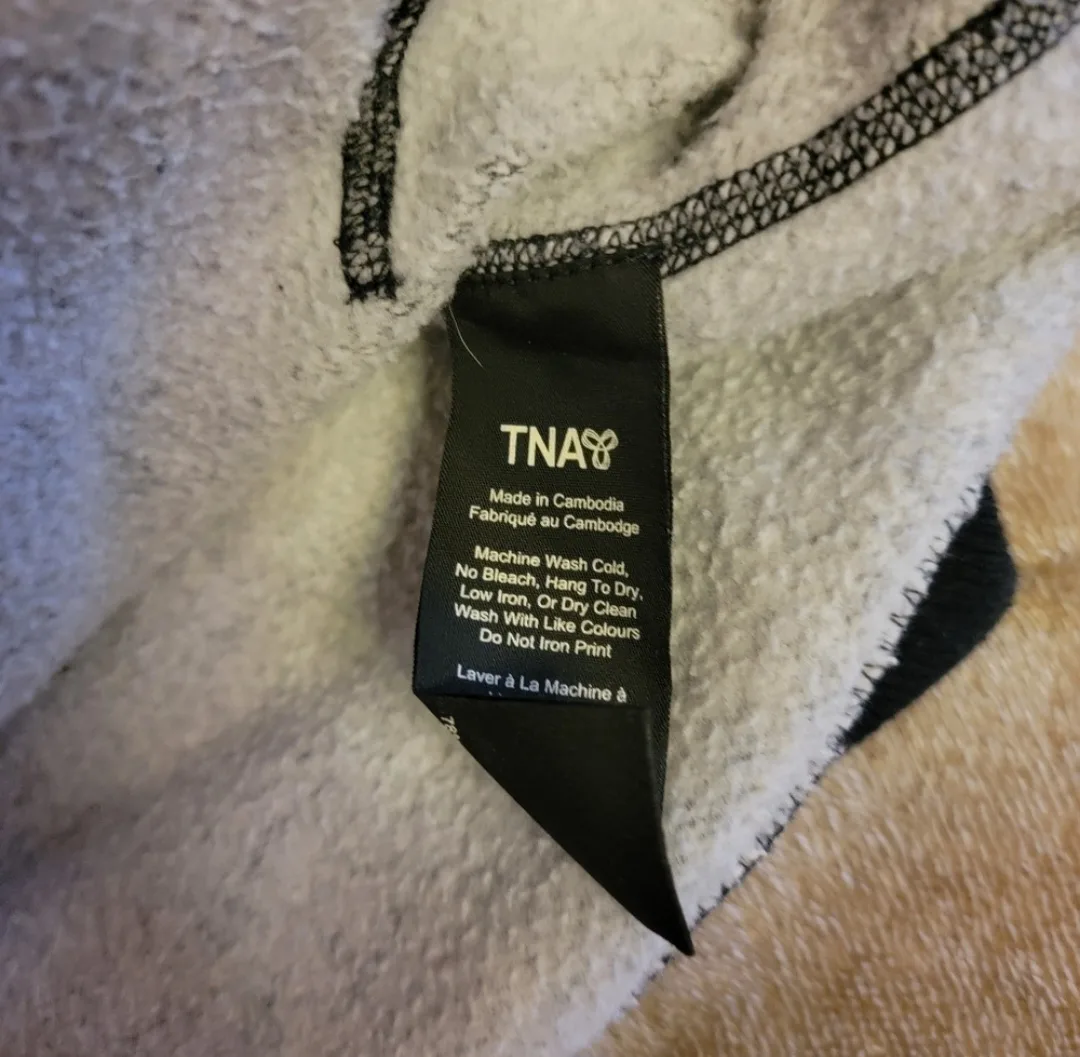 TNA
Made in Cambodia
Fabriqué au Cambodge
Machine Wash Cold,
No Bleach, Hang To Dry,
Low Iron, Or Dry Clean
Wash With Like Colours
Do Not Iron Print
Laver à La Machine à